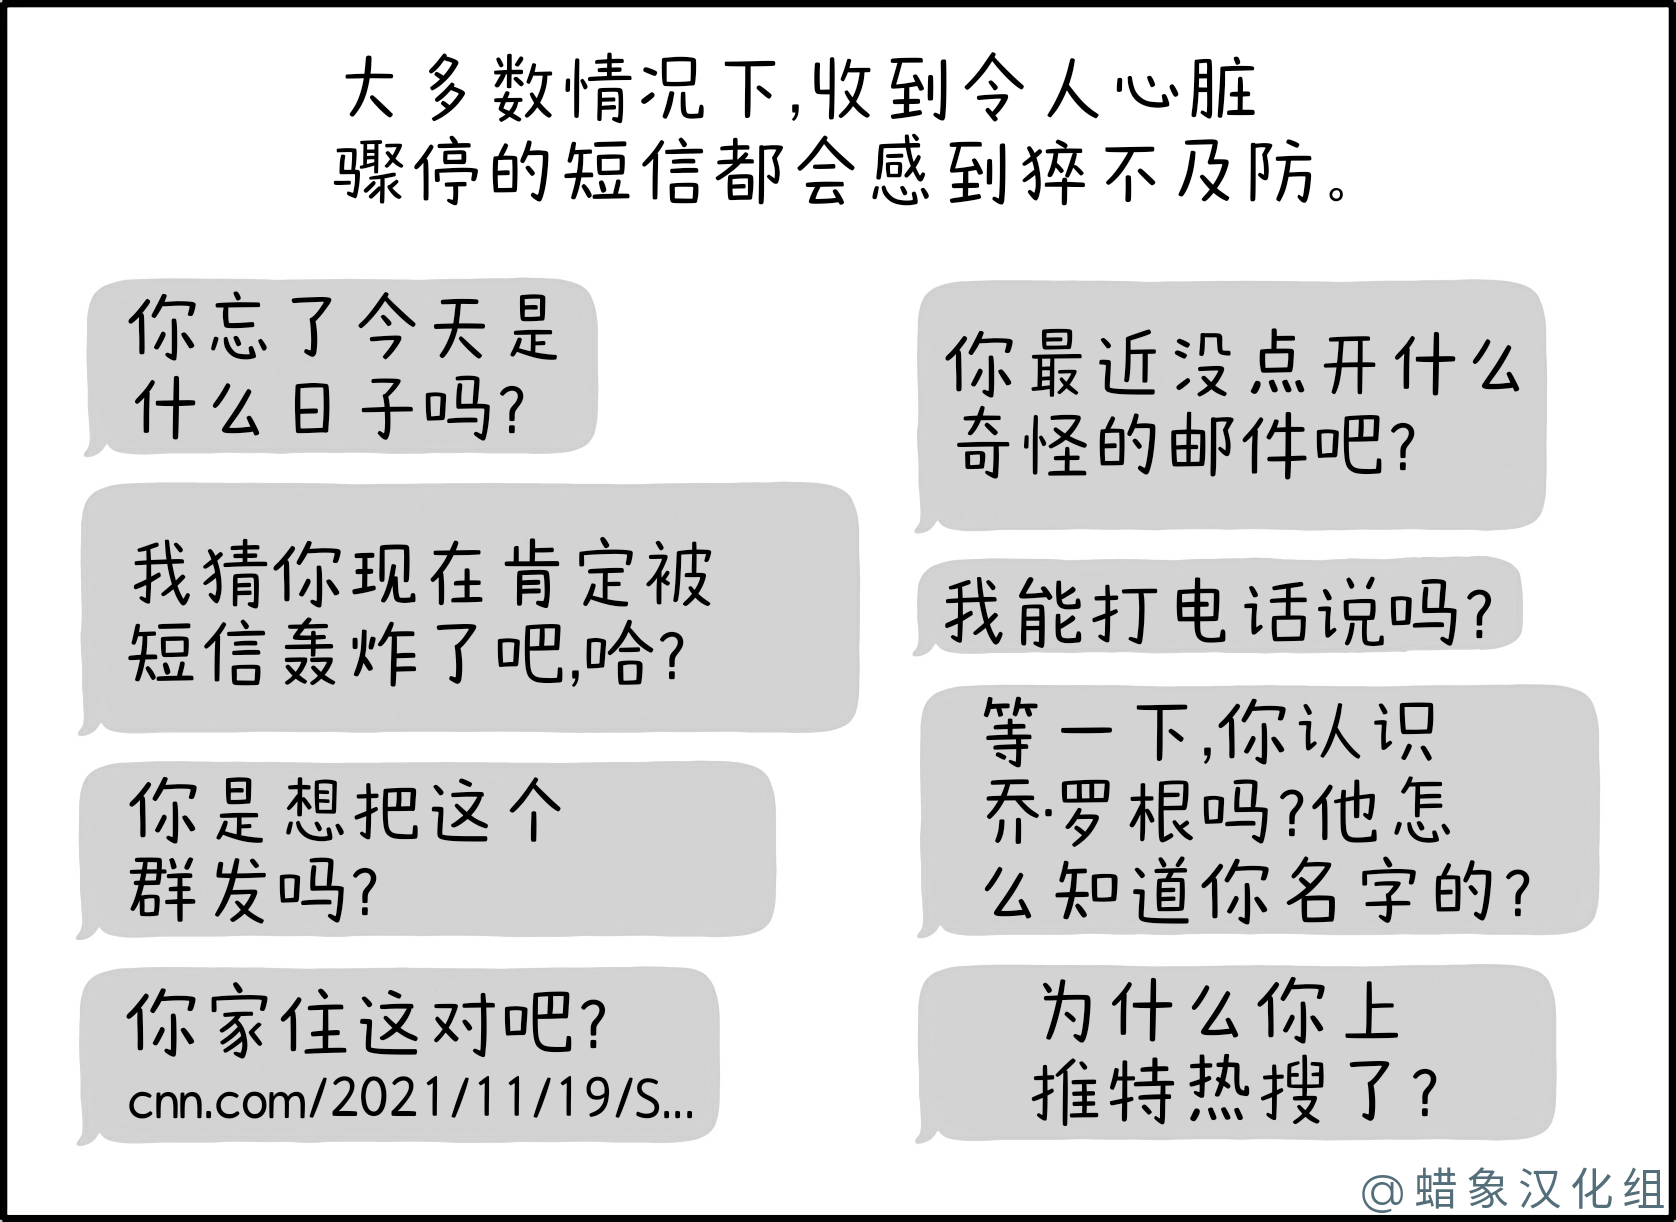 大多数情况下,收到令人心脏
骤停的短信都会感到猝不及防。
你忘了今天是
什么日子吗?
我猜你现在肯定被
短信轰炸了吧,哈?
你是想把这个
群发吗?
你家住这对吧?
cnn.com/2021/11/19/S...
你最近没点开什么
奇怪的邮件吧?
我能打电话说吗?
等一下,你认识
乔·罗根吗?他怎
么知道你名字的?
为什么你上
推特热搜了?
@蜡象汉化组